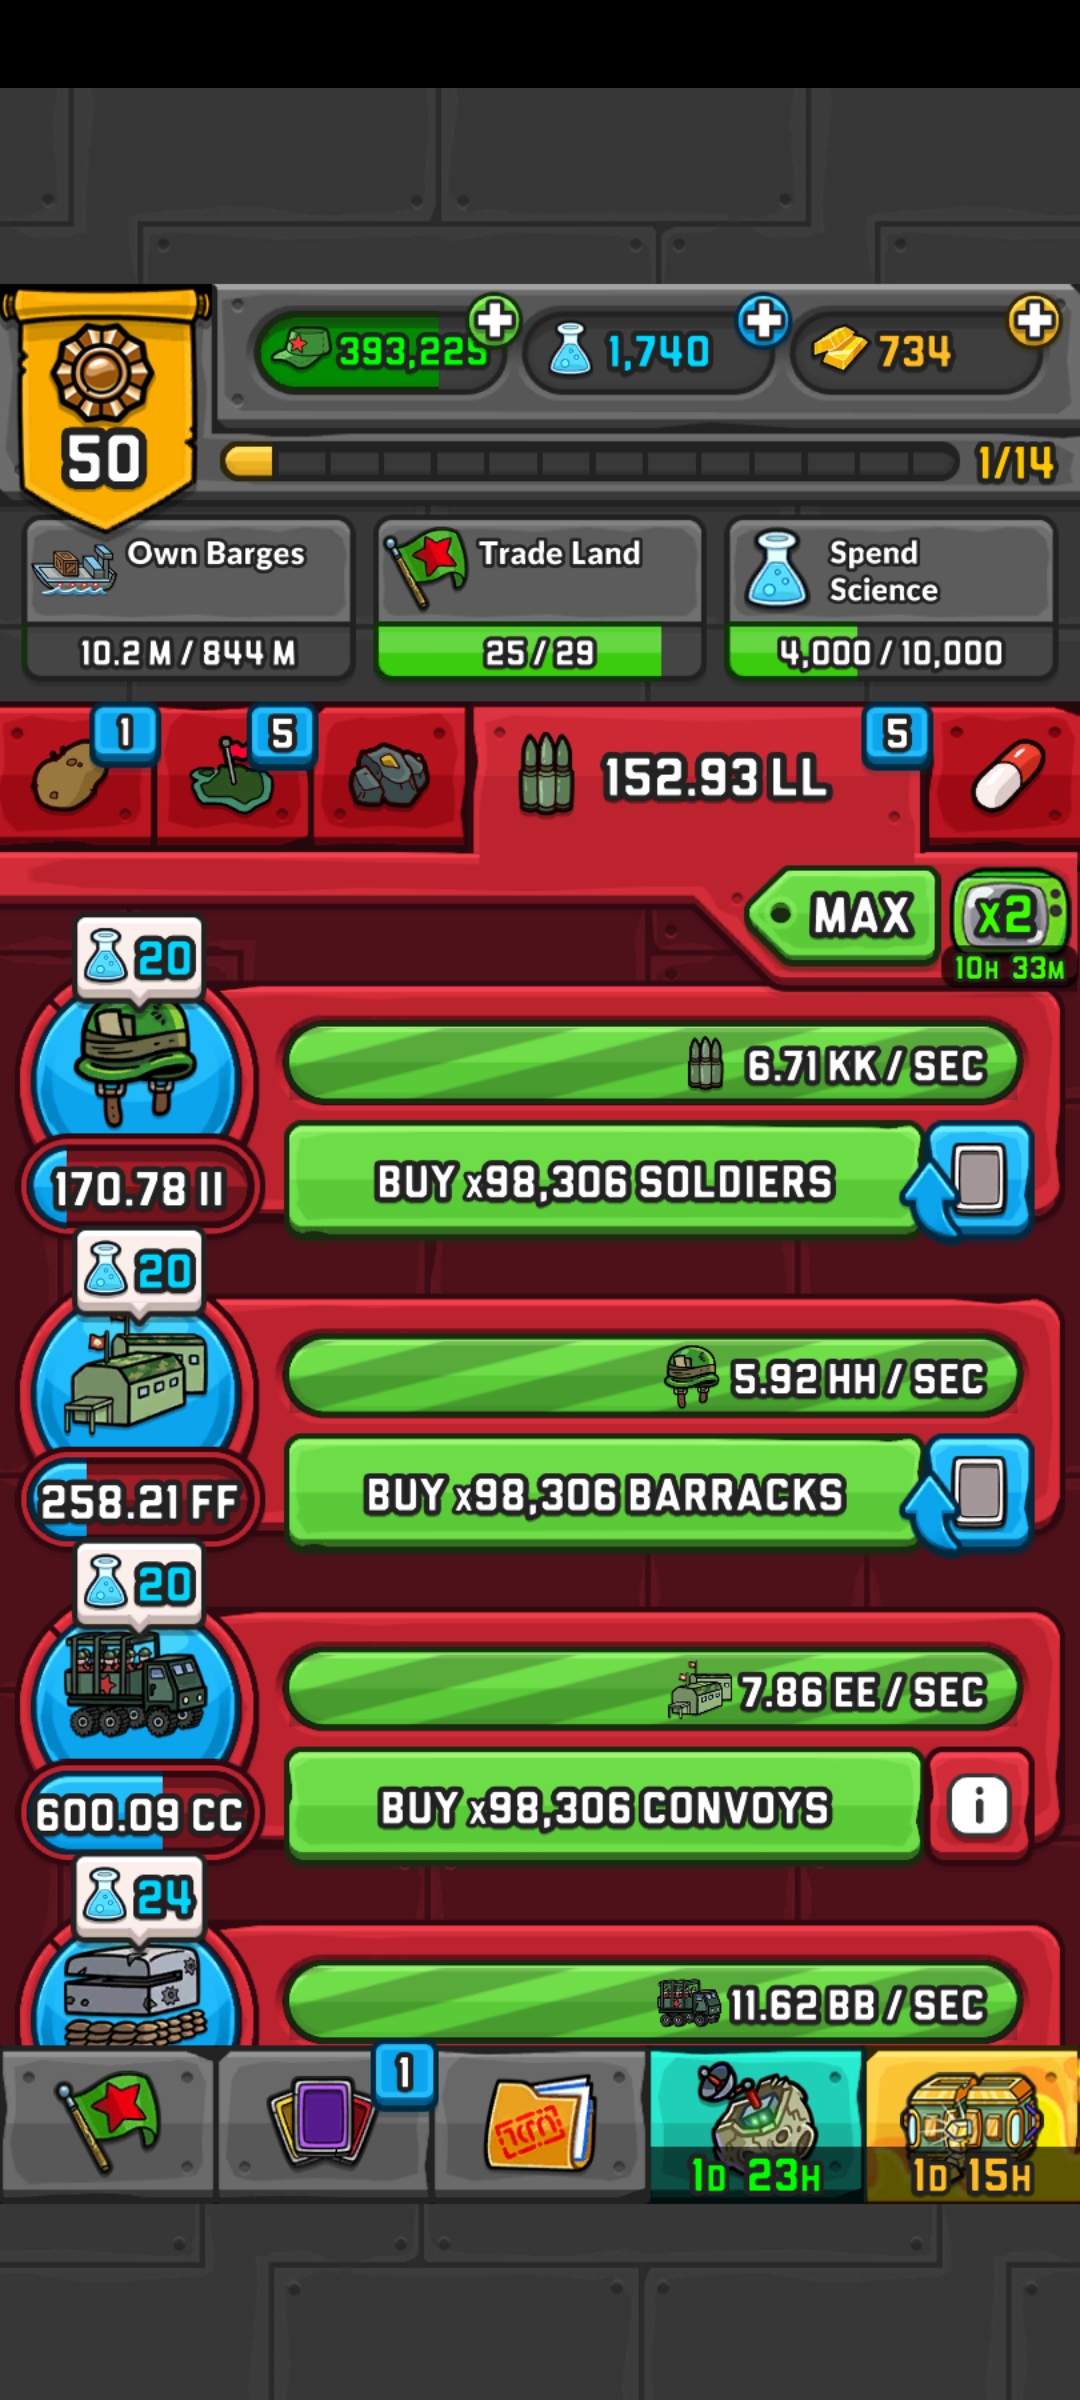 393,225
1,740
734
50
1/14
Own Barges
10.2 M / 844 M
Trade Land
25 / 29
Spend
Science
4,000 / 10,000
1
5
152.93 LL
5
MAX
x2
10H 33M
20
6.71 KK / SEC
170.78 II
BUY x98,306 SOLDIERS
20
5.92 HH / SEC
258.21 FF
BUY x98,306 BARRACKS
20
7.86 EE / SEC
600.09 CC
BUY x98,306 CONVOYS
i
24
11.62 BB / SEC
1
1D 23H
1D 15H